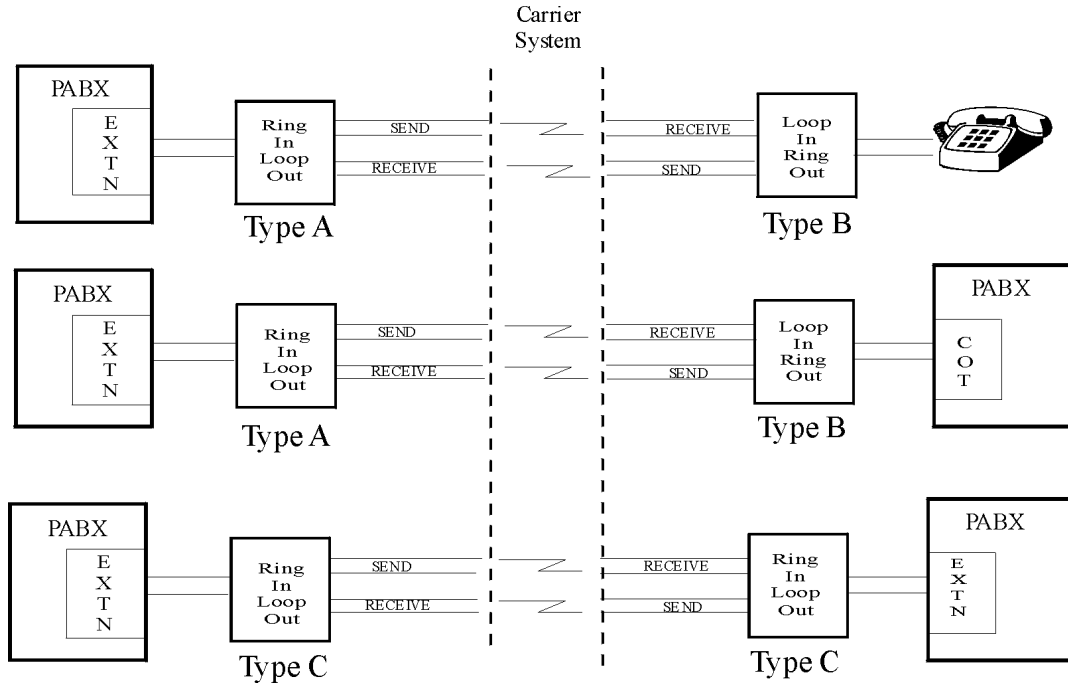 Carrier
System
PABX
E
X
T
N
Ring
In
Loop
Out
Type A
SEND
RECEIVE
RECEIVE
SEND
Loop
In
Ring
Out
Type B
PABX
E
X
T
N
Ring
In
Loop
Out
Type A
SEND
RECEIVE
RECEIVE
SEND
Loop
In
Ring
Out
Type B
PABX
C
O
T
PABX
E
X
T
N
Ring
In
Loop
Out
Type C
SEND
RECEIVE
RECEIVE
SEND
Ring
In
Loop
Out
Type C
PABX
E
X
T
N